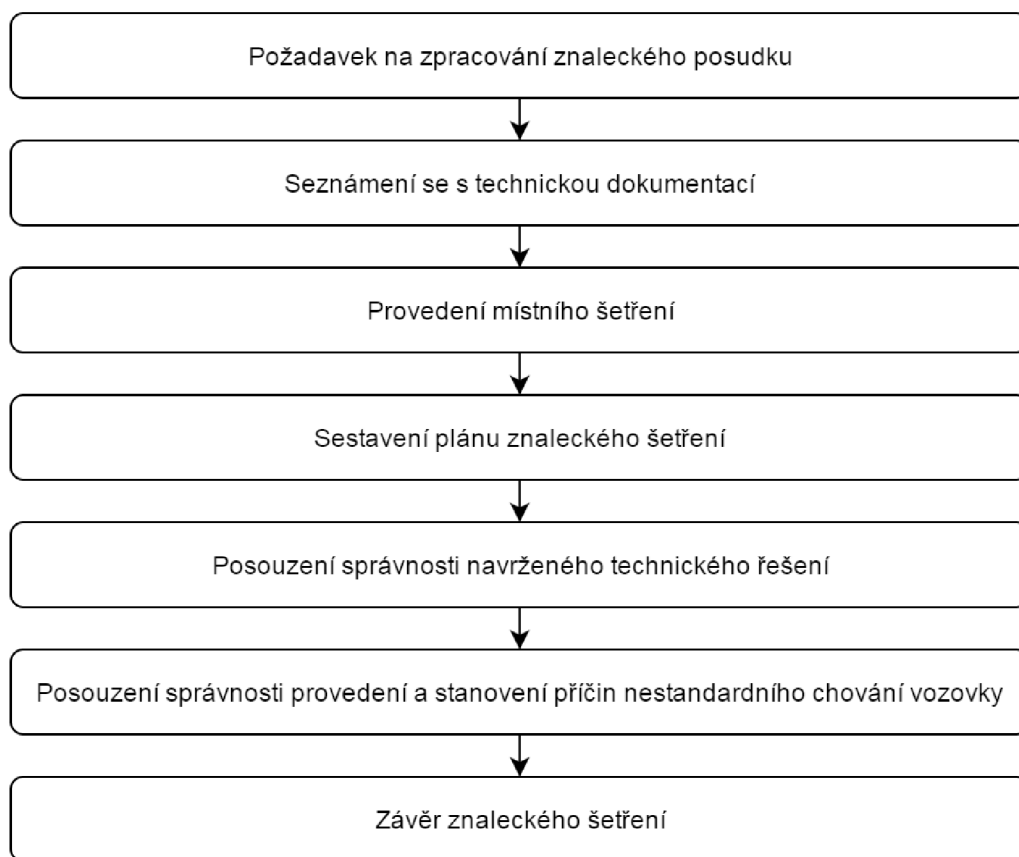 Požadavek na zpracování znaleckého posudku
Seznámení se s technickou dokumentací
Provedení místního šetření
Sestavení plánu znaleckého šetření
Posouzení správnosti navrženého technického řešení
Posouzení správnosti provedení a stanovení příčin nestandardního chování vozovky
Závěr znaleckého šetření